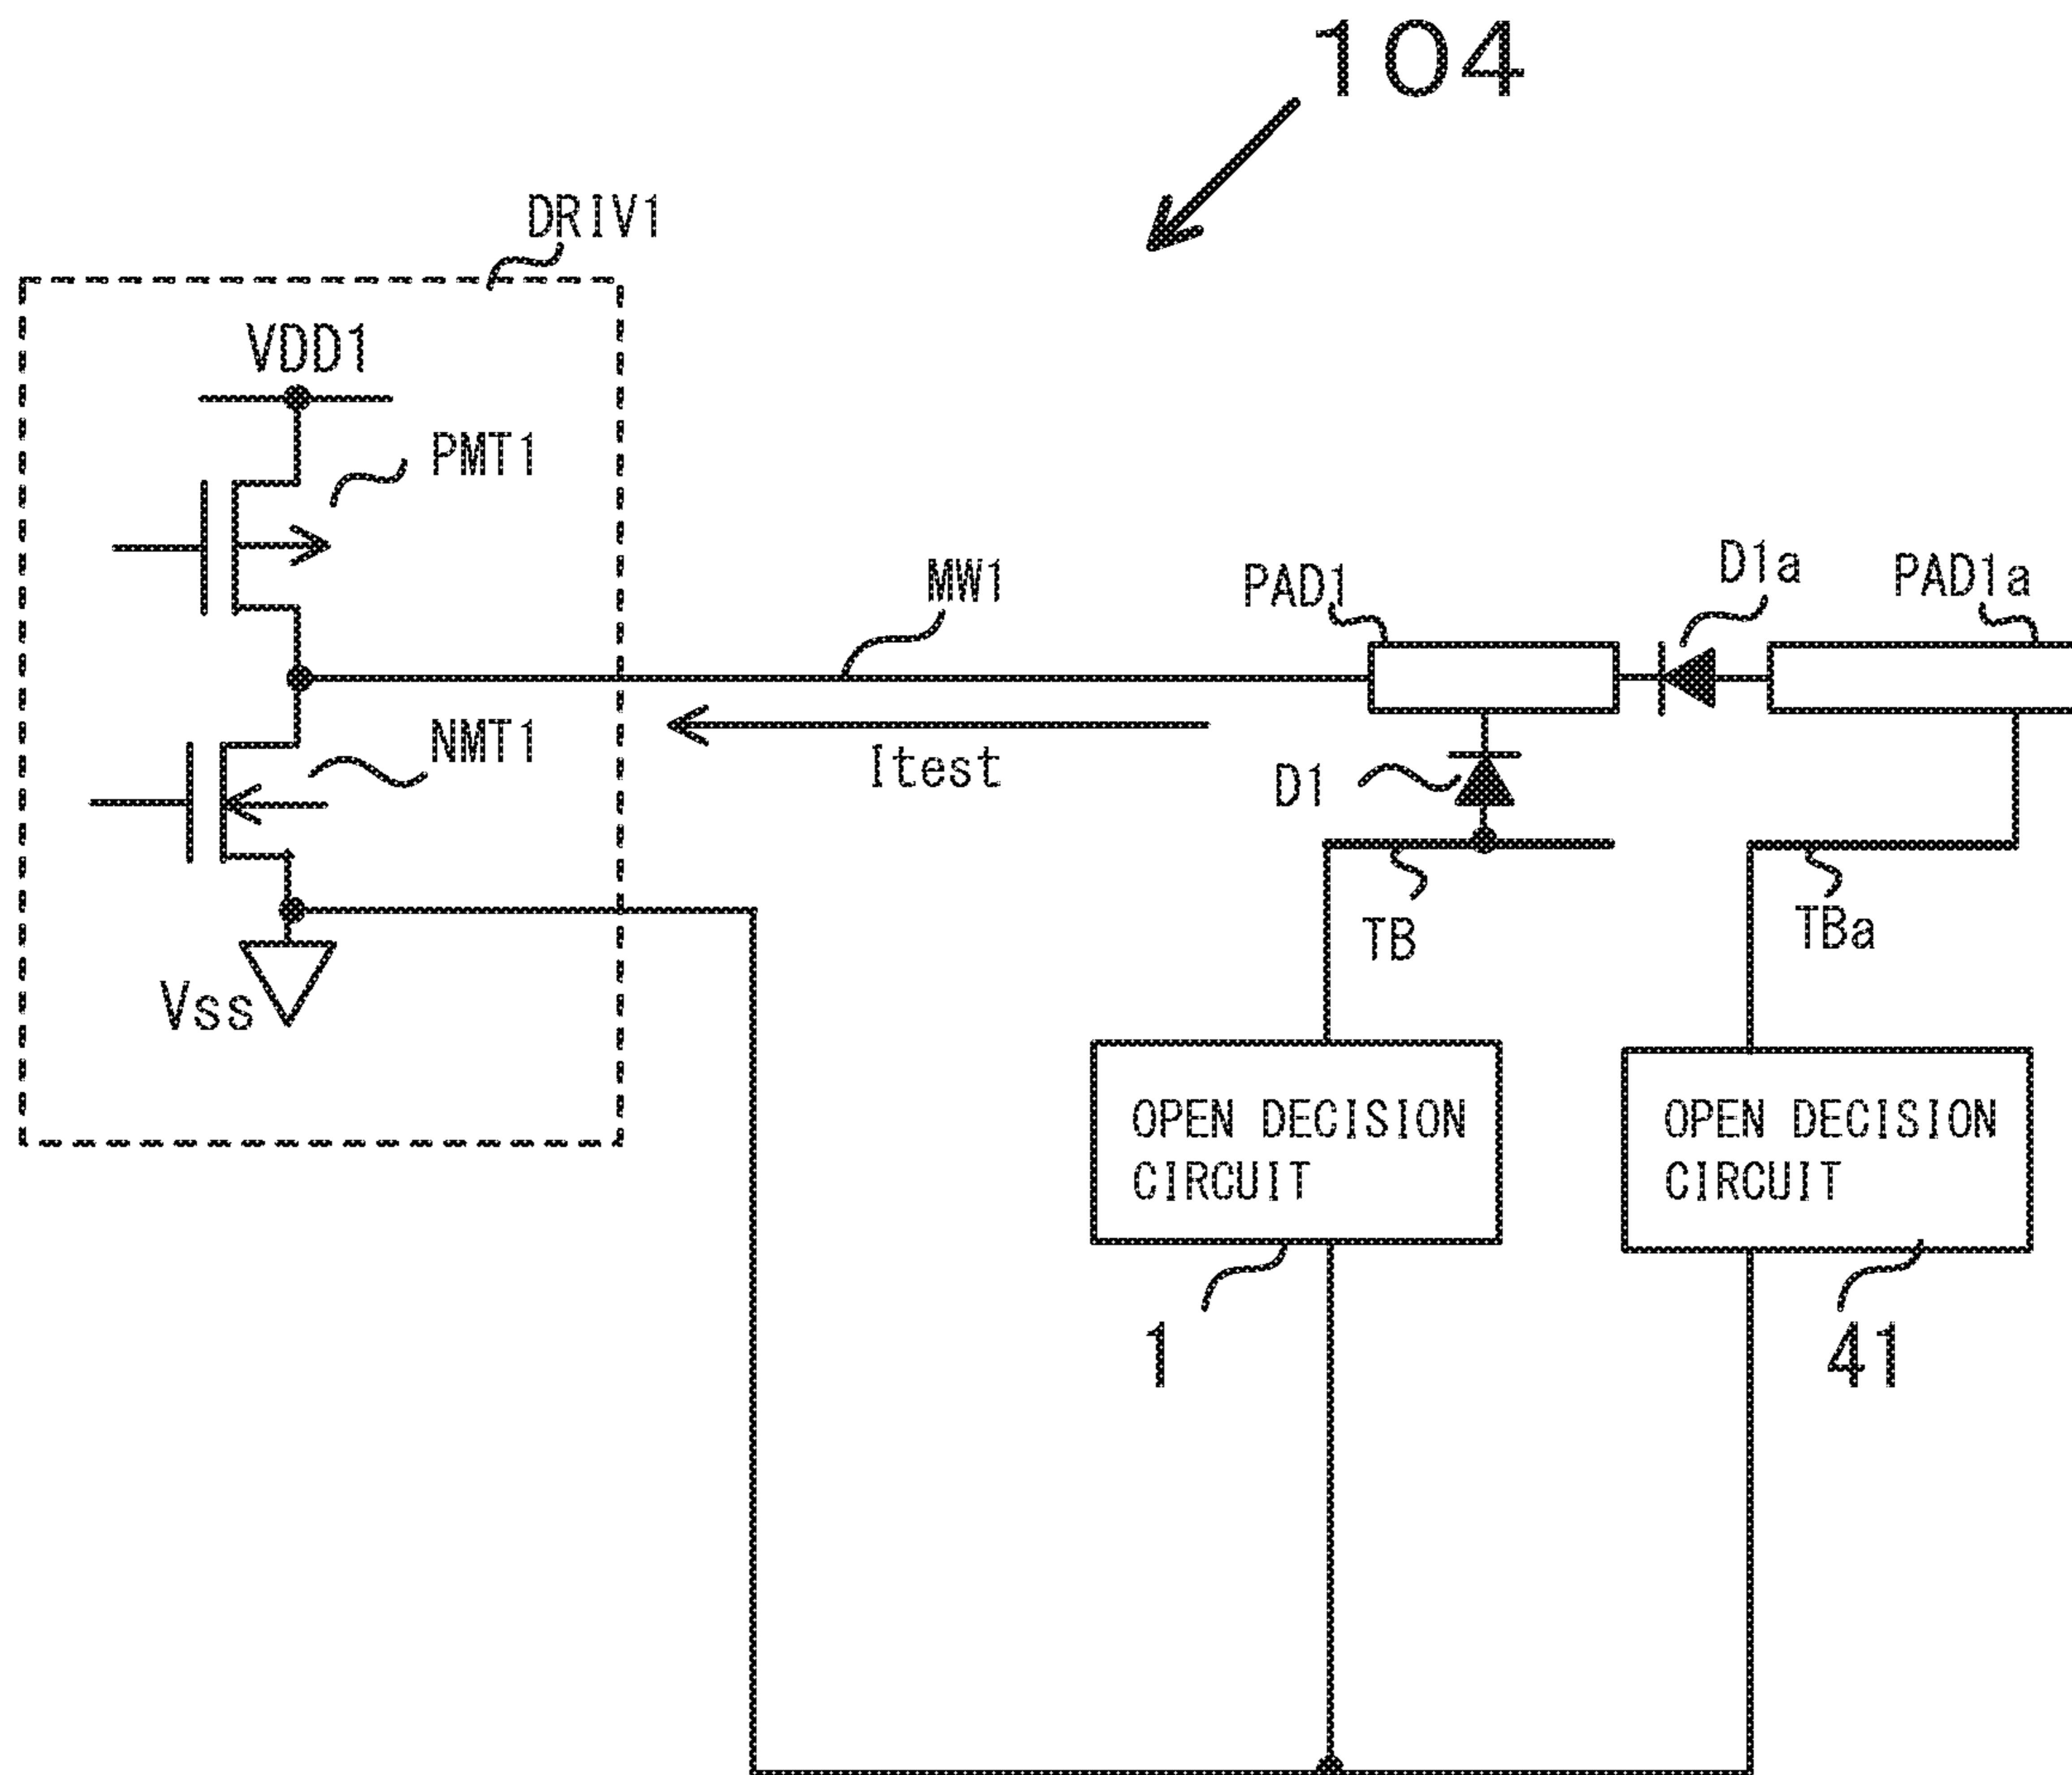 104
DRIV1
VDD1
PMT1
MW1
PAD1
D1a
PAD1a
NMT1
Itest
D1
TB
TBa
Vss
OPEN DECISION
CIRCUIT
OPEN DECISION
CIRCUIT
1
41